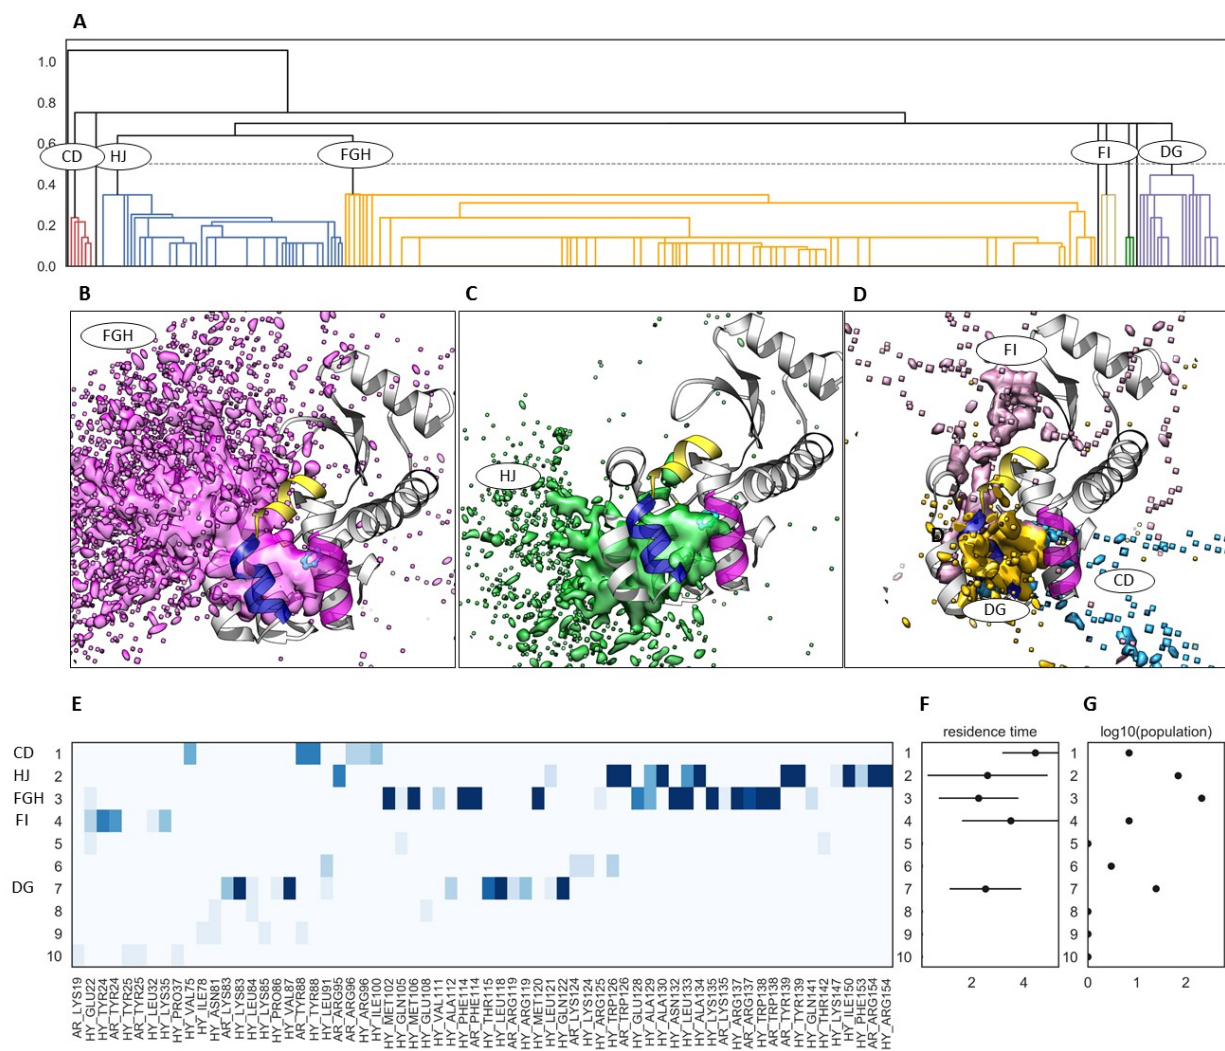 A
1.0
0.8
0.6
CD
HJ
FGH
FI
DG
0.4
0.2
0.0
B
C
D
FGH
HJ
FI
CD
DG
E
F
G
residence time
log10(population)
CD 1
HJ 2
FGH 3
FI 4
5
6
DG 7
8
9
10
1
2
3
4
5
6
7
8
9
10
1
2
3
4
5
6
7
8
9
10
2 4
0 1 2
AR_LYS19
HY_GLU22
HY_TYR24
AR_TYR24
HY_TYR25
AR_TYR25
HY_LEU32
HY_LYS35
HY_PRO37
HY_VAL75
HY_ILE78
HY_ASN81
AR_LYS83
HY_LYS83
HY_LEU84
HY_LYS85
HY_PRO86
HY_VAL87
AR_TYR88
HY_TYR88
HY_LEU91
AR_ARG95
AR_ARG96
HY_ARG96
HY_ILE100
HY_MET102
HY_GLN105
HY_MET106
HY_GLU108
HY_VAL111
HY_ALA112
HY_PHE114
AR_PHE114
HY_THR115
HY_LEU118
AR_ARG119
HY_ARG119
HY_MET120
HY_LEU121
HY_GLN122
AR_LYS124
HY_LYS124
HY_ARG125
HY_TRP126
AR_TRP126
HY_GLU128
HY_ALA129
HY_ALA130
HY_ASN132
HY_LEU133
HY_ALA134
HY_LYS135
AR_LYS135
HY_ARG137
AR_ARG137
HY_TRP138
AR_TRP138
HY_TYR139
AR_TYR139
HY_GLN141
HY_THR142
HY_LYS147
HY_ILE150
HY_PHE153
AR_ARG154
HY_ARG154